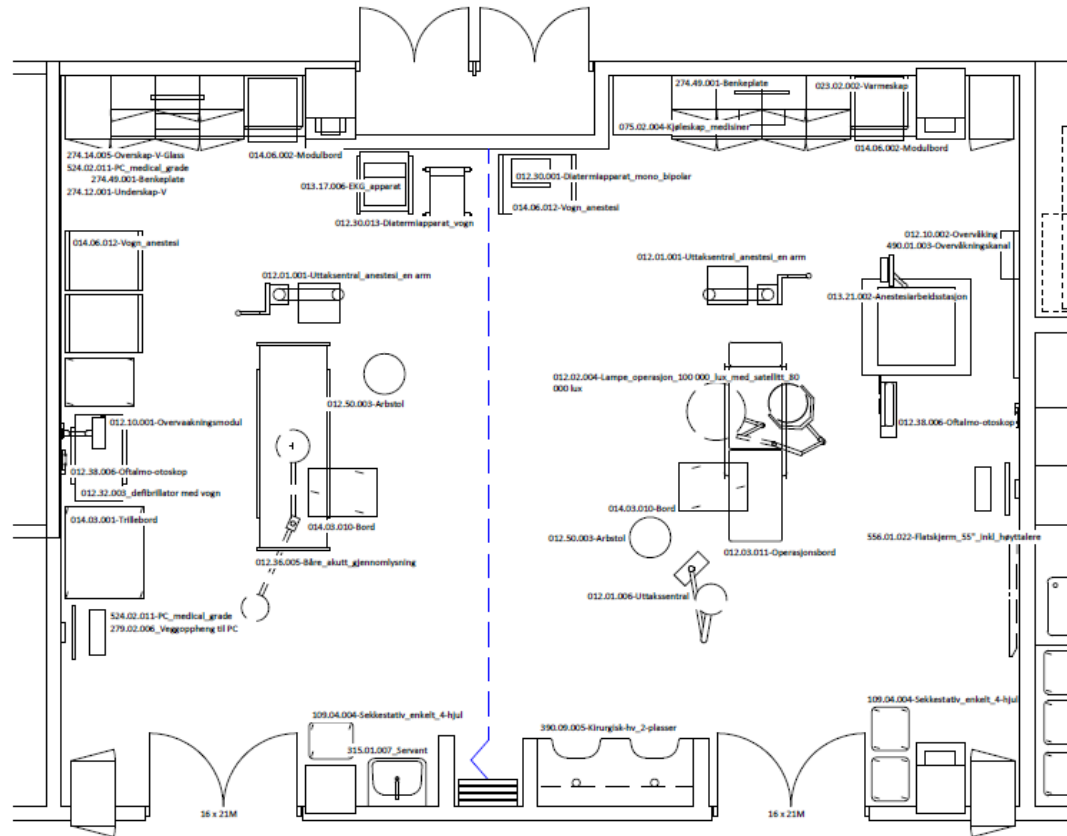 274.49.001-Benkeplate
023.02.002-Varmeskap
075.02.004-Kjøleskap_medisiner
274.14.005-Overskap-V-Glass
524.02.011-PC_medical_grade
274.49.001-Benkeplate
274.12.001-Underskap-V
014.06.002-Modulbord
014.06.002-Modulbord
013.17.006-EKG_apparat
012.30.001-Diatermiapparat_mono_bipolar
014.06.012-Vogn_anestesi
012.30.013-Diatermiapparat_vogn
014.06.012-Vogn_anestesi
012.10.002-Overvåking
490.01.003-Overvåkningskanal
012.01.001-Uttaksentral_anestesi_en arm
012.01.001-Uttaksentral_anestesi_en arm
013.21.002-Anestesiarbeidsstasjon
012.02.004-Lampe_operasjon_100 000_lux_med_satellitt_80
000 lux
012.50.003-Arbstol
012.10.001-Overvaakningsmodul
012.38.006-Oftalmo-otoskop
012.38.006-Oftalmo-otoskop
012.32.003_defibrillator med vogn
014.03.001-Trillebord
014.03.010-Bord
014.03.010-Bord
012.50.003-Arbstol
556.01.022-Flatskjerm_55"_inkl_høyttalere
012.03.011-Operasjonsbord
012.36.005-Båre_akutt_gjennomlysning
012.01.006-Uttakssentral
524.02.011-PC_medical_grade
279.02.006_Veggoppheng til PC
109.04.004-Sekkestativ_enkelt_4-hjul
109.04.004-Sekkestativ_enkelt_4-hjul
390.09.005-Kirurgisk-hv_2-plasser
315.01.007_Servant
16 x 21M
16 x 21M